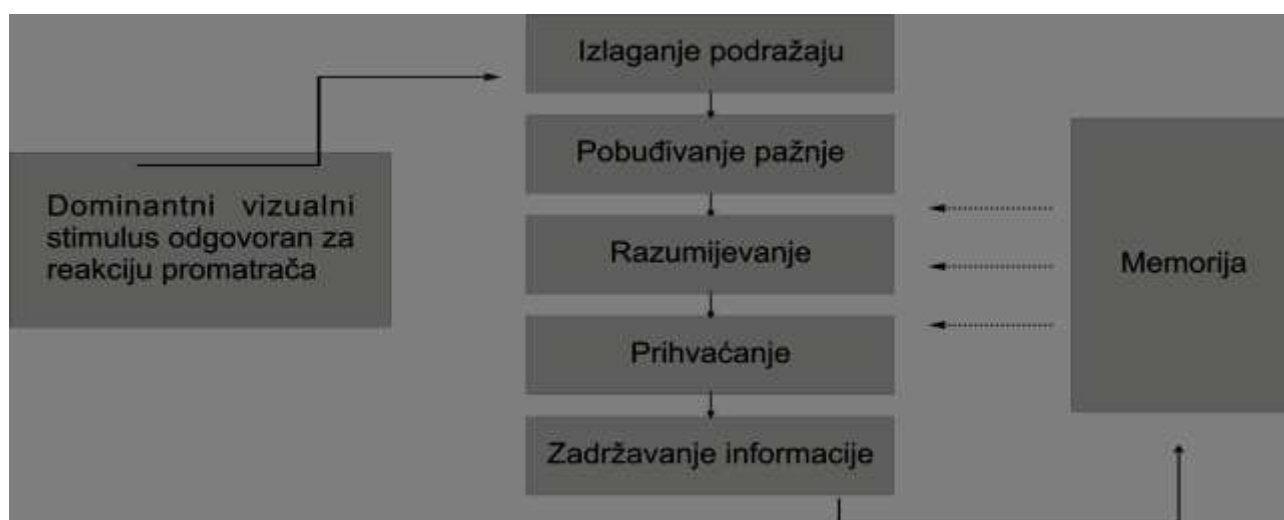 Izlaganje podražaju
Pobuđivanje pažnje
Dominantni vizualni
stimulus odgovoran za
reakciju promatrača
Razumijevanje
Memorija
Prihvaćanje
Zadržavanje informacije